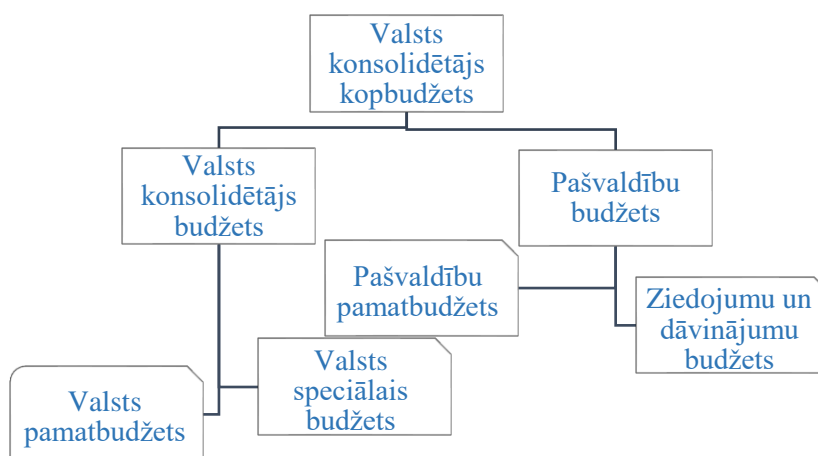 Valsts
konsolidētājs
kopbudžets
Valsts
konsolidētājs
budžets
Pašvaldību
budžets
Pašvaldību
pamatbudžets
Ziedojumu un
dāvinājumu
budžets
Valsts
speciālais
budžets
Valsts
pamatbudžets